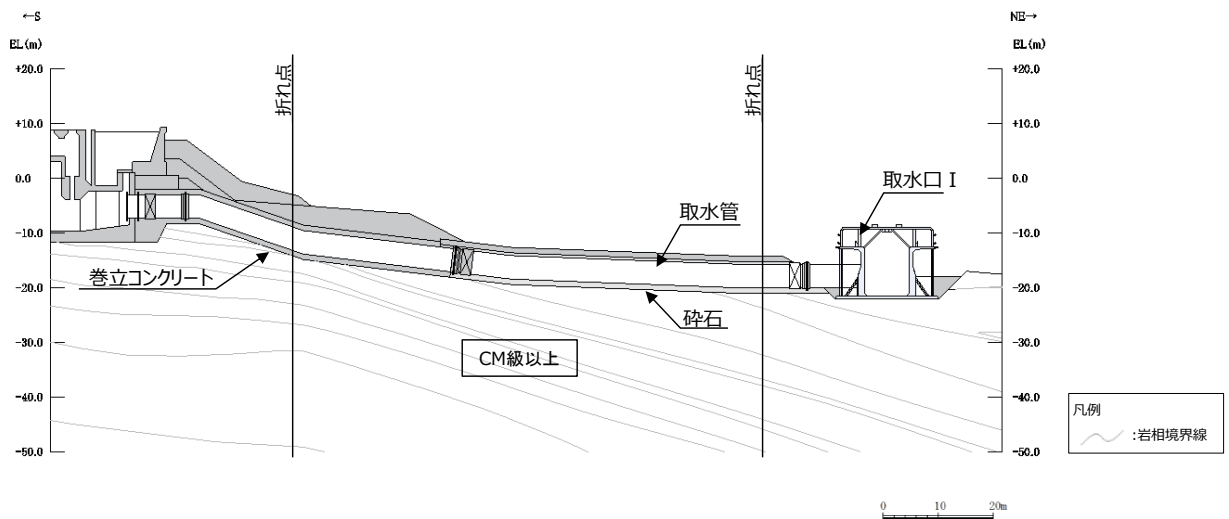 ←S
NE→
EL(m)
EL(m)
+20.0
+10.0
0.0
-10.0
-20.0
-30.0
-40.0
-50.0
折れ点
折れ点
取水口Ⅰ
取水管
巻立コンクリート
砕石
CM級以上
+20.0
+10.0
0.0
-10.0
-20.0
-30.0
-40.0
-50.0
凡例
:岩相境界線
0 10 20m